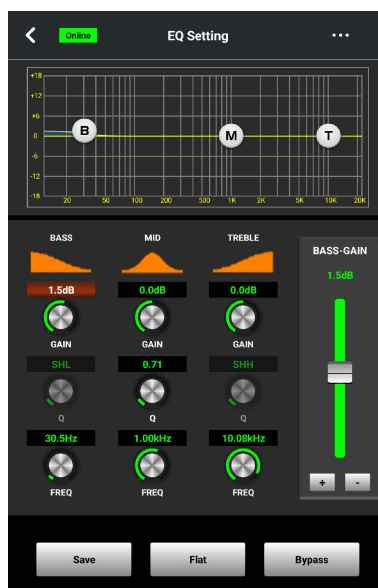 Online
EQ Setting
+18
+12
+6
0
-6
-12
-18
B
M
T
20 50 100 200 500 1K 2K 5K 10K 20K
BASS MID TREBLE
BASS-GAIN
1.5dB
1.5dB 0.0dB 0.0dB
GAIN GAIN GAIN
SHL 0.71 SHH
Q Q Q
30.5Hz 1.00kHz 10.08kHz
+ -
FREQ FREQ FREQ
Save Flat Bypass